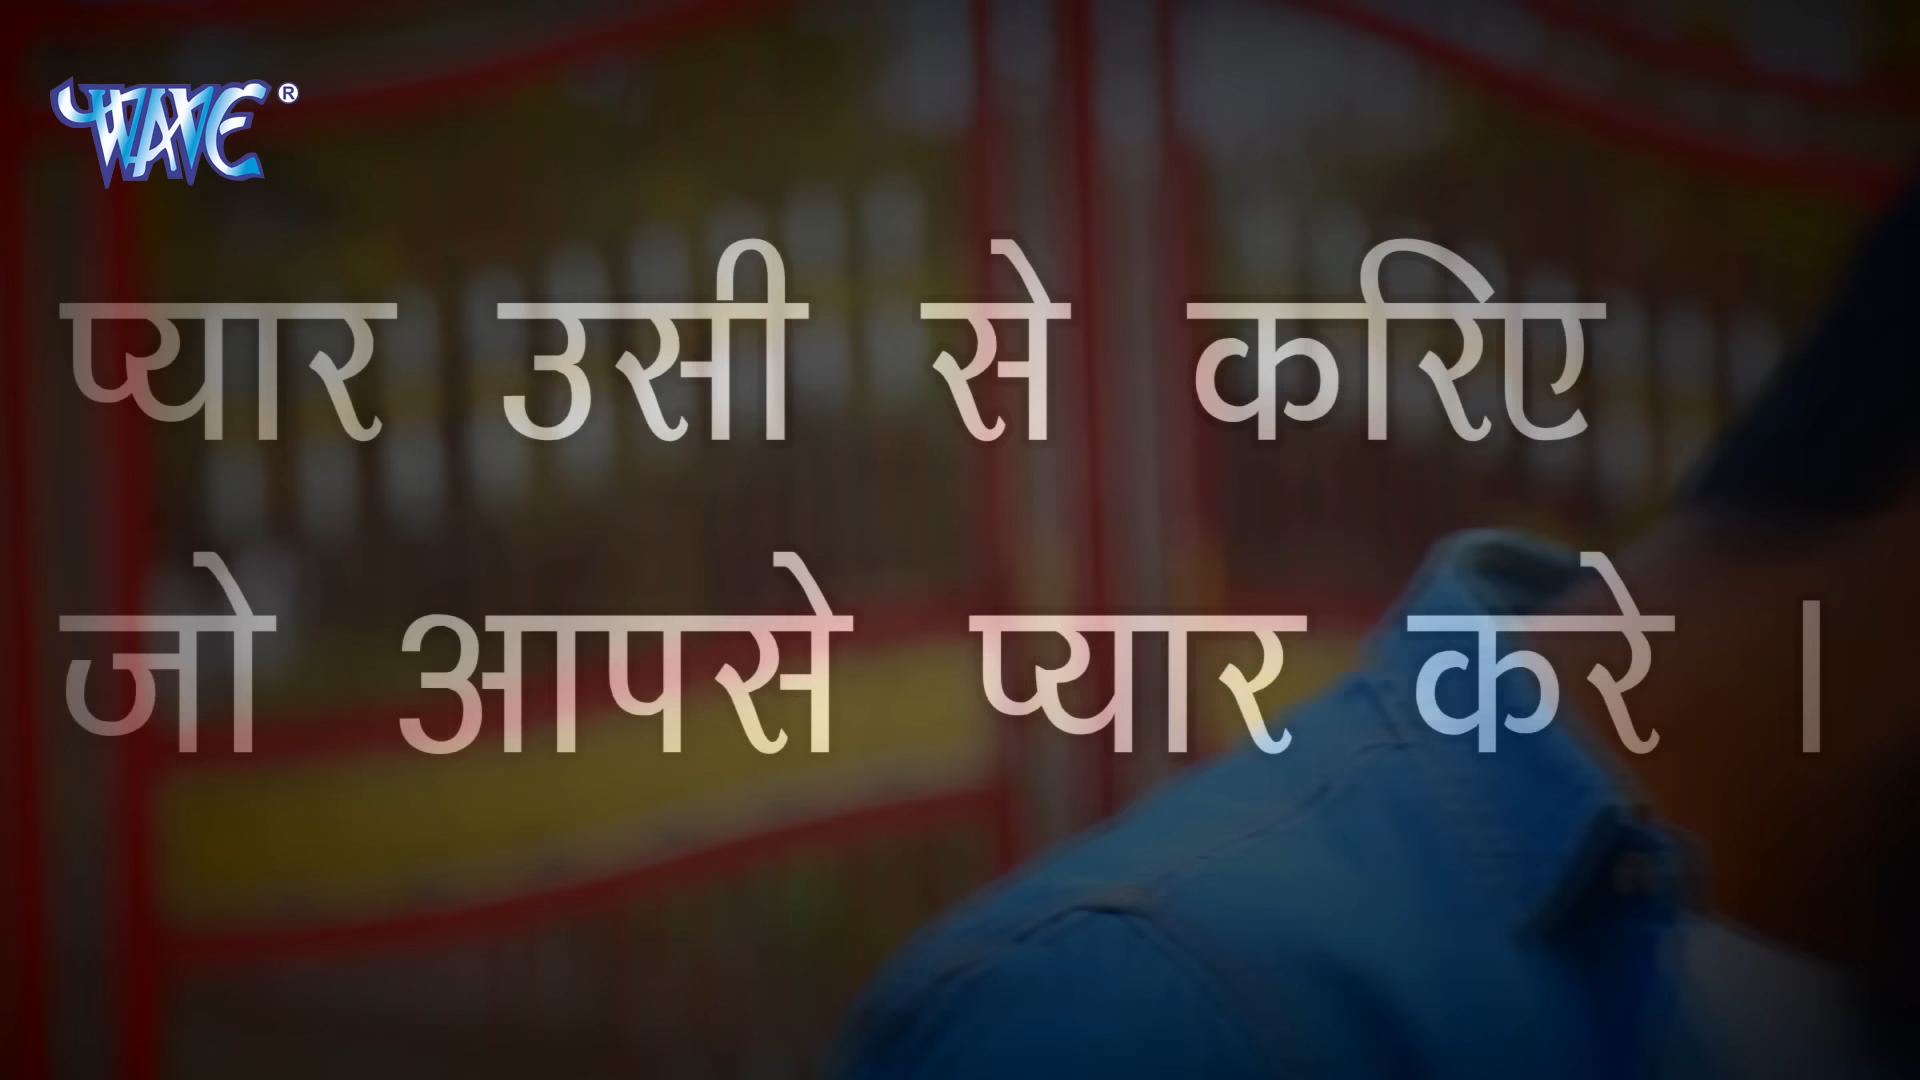 WAVE®
प्यार उसी से करिए
जो आपसे प्यार करे ।